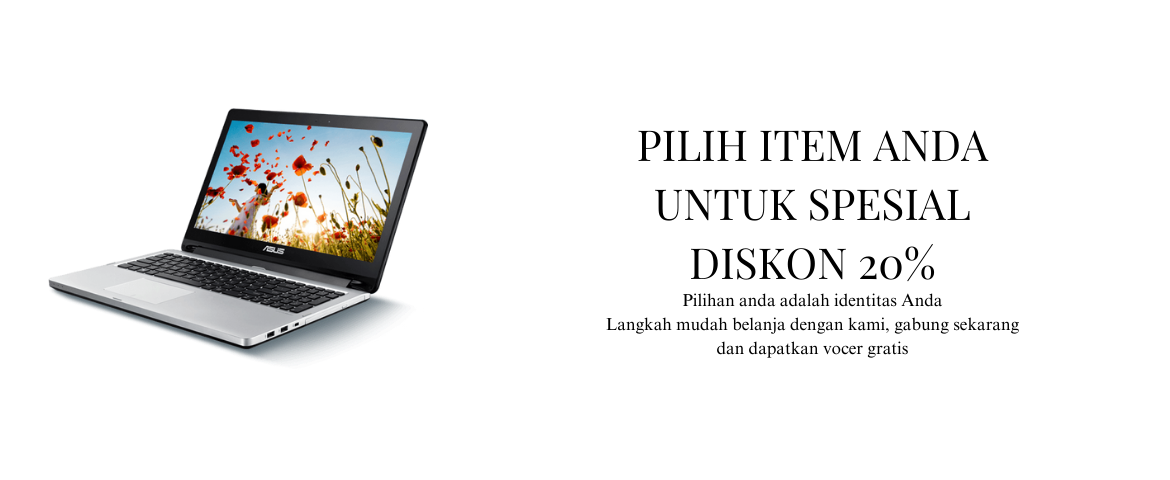 ASUS
PILIH ITEM ANDA
UNTUK SPESIAL
DISKON 20%
Pilihan anda adalah identitas Anda
Langkah mudah belanja dengan kami, gabung sekarang
dan dapatkan vocer gratis